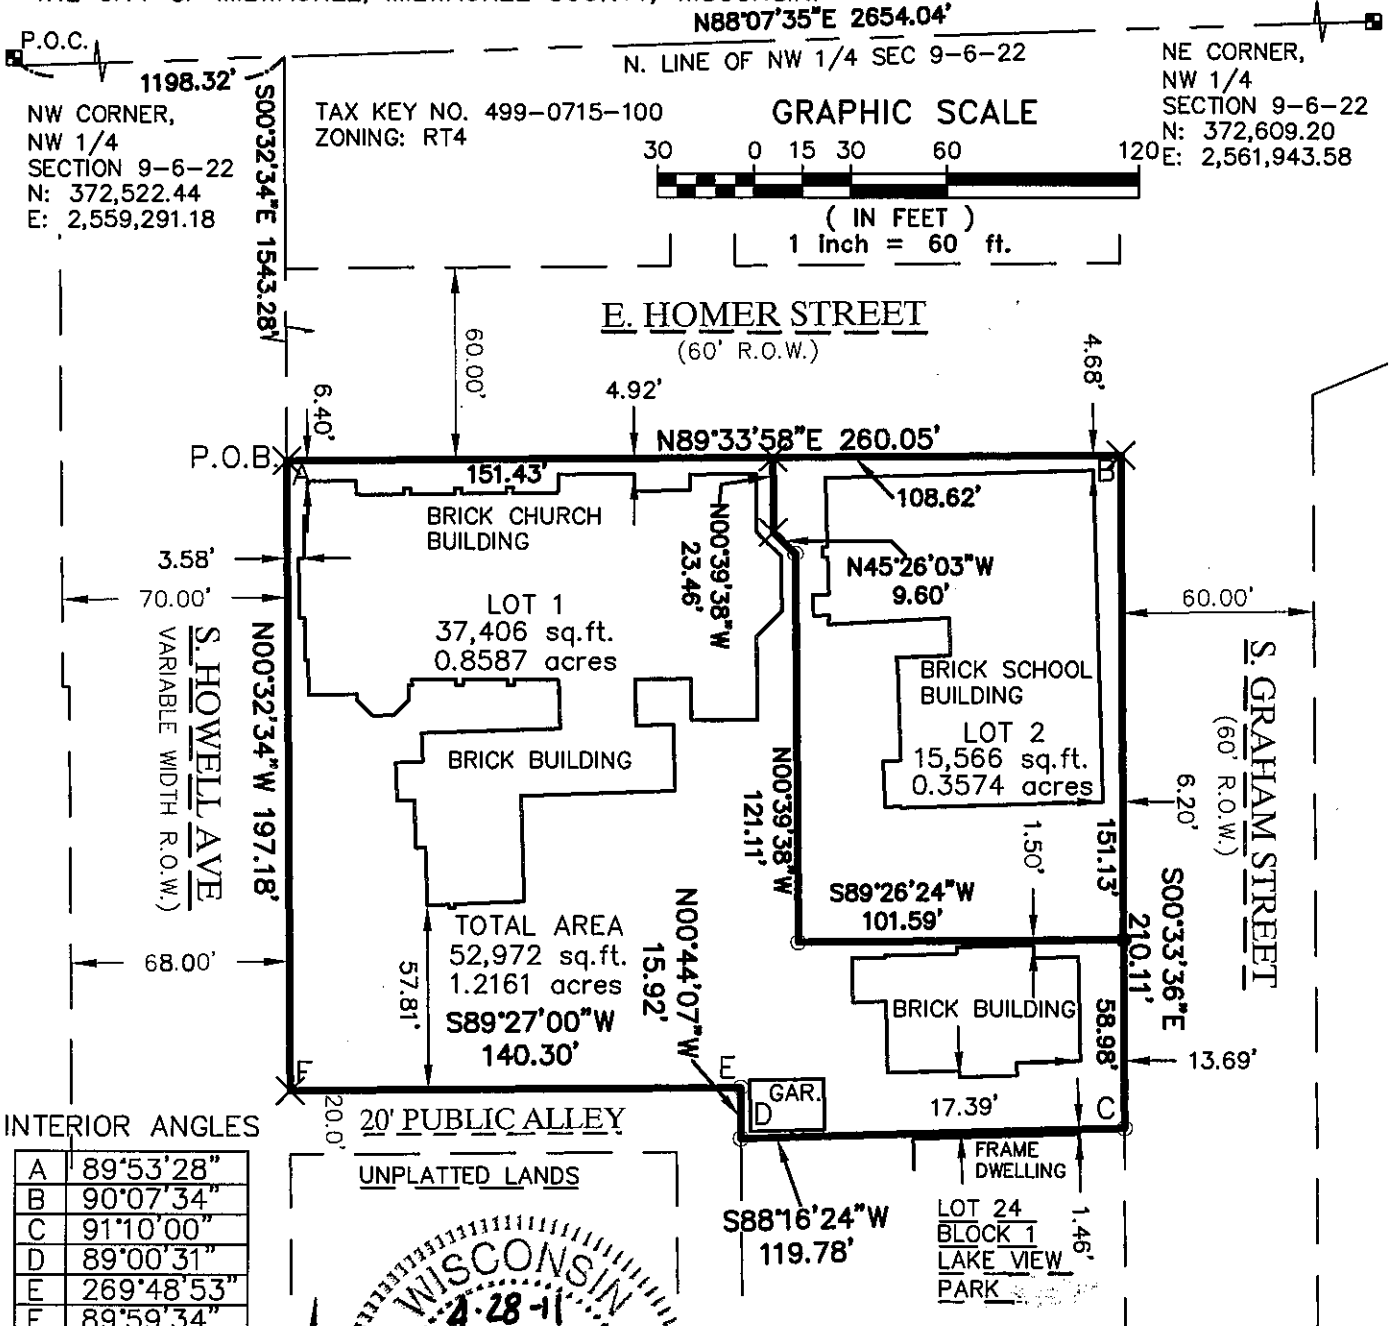 N88°07'35"E 2654.04'
P.O.C.
1198.32'
N. LINE OF NW 1/4 SEC 9-6-22
NE CORNER,
NW 1/4
SECTION 9-6-22
N: 372,609.20
E: 2,561,943.58
NW CORNER,
NW 1/4
SECTION 9-6-22
N: 372,522.44
E: 2,559,291.18
S00°32'34"E 1543.28'
TAX KEY NO. 499-0715-100
ZONING: RT4
GRAPHIC SCALE
30 0 15 30 60 120
( IN FEET )
1 inch = 60 ft.
E. HOMER STREET
(60' R.O.W.)
60.00'
6.40'
4.92'
4.68'
P.O.B.
N89°33'58"E 260.05'
A
151.43'
B
108.62'
BRICK CHURCH
BUILDING
N00°39'38"W
23.46'
N45°26'03"W
9.60'
3.58'
70.00'
60.00'
LOT 1
37,406 sq.ft.
0.8587 acres
S. HOWELL AVE
VARIABLE WIDTH R.O.W.)
N00°32'34"W 197.18'
BRICK SCHOOL
BUILDING
LOT 2
15,566 sq.ft.
0.3574 acres
S. GRAHAM STREET
(60' R.O.W.)
BRICK BUILDING
N00°39'38"W
121.11'
6.20'
1.50'
151.13'
S89°26'24"W
101.59'
S00°33'36"E
210.11'
TOTAL AREA
52,972 sq.ft.
1.2161 acres
68.00'
57.81'
N00°44'07"W
15.92'
S89°27'00"W
140.30'
BRICK BUILDING
58.98'
13.69'
F
E
GAR.
D
17.39'
C
20.0'
20' PUBLIC ALLEY
FRAME
DWELLING
UNPLATTED LANDS
S88°16'24"W
119.78'
LOT 24
BLOCK 1
LAKE VIEW
PARK
1.46'
INTERIOR ANGLES
A 89°53'28"
B 90°07'34"
C 91°10'00"
D 89°00'31"
E 269°48'53"
F 89°59'34"
WISCONSIN
4-28-11